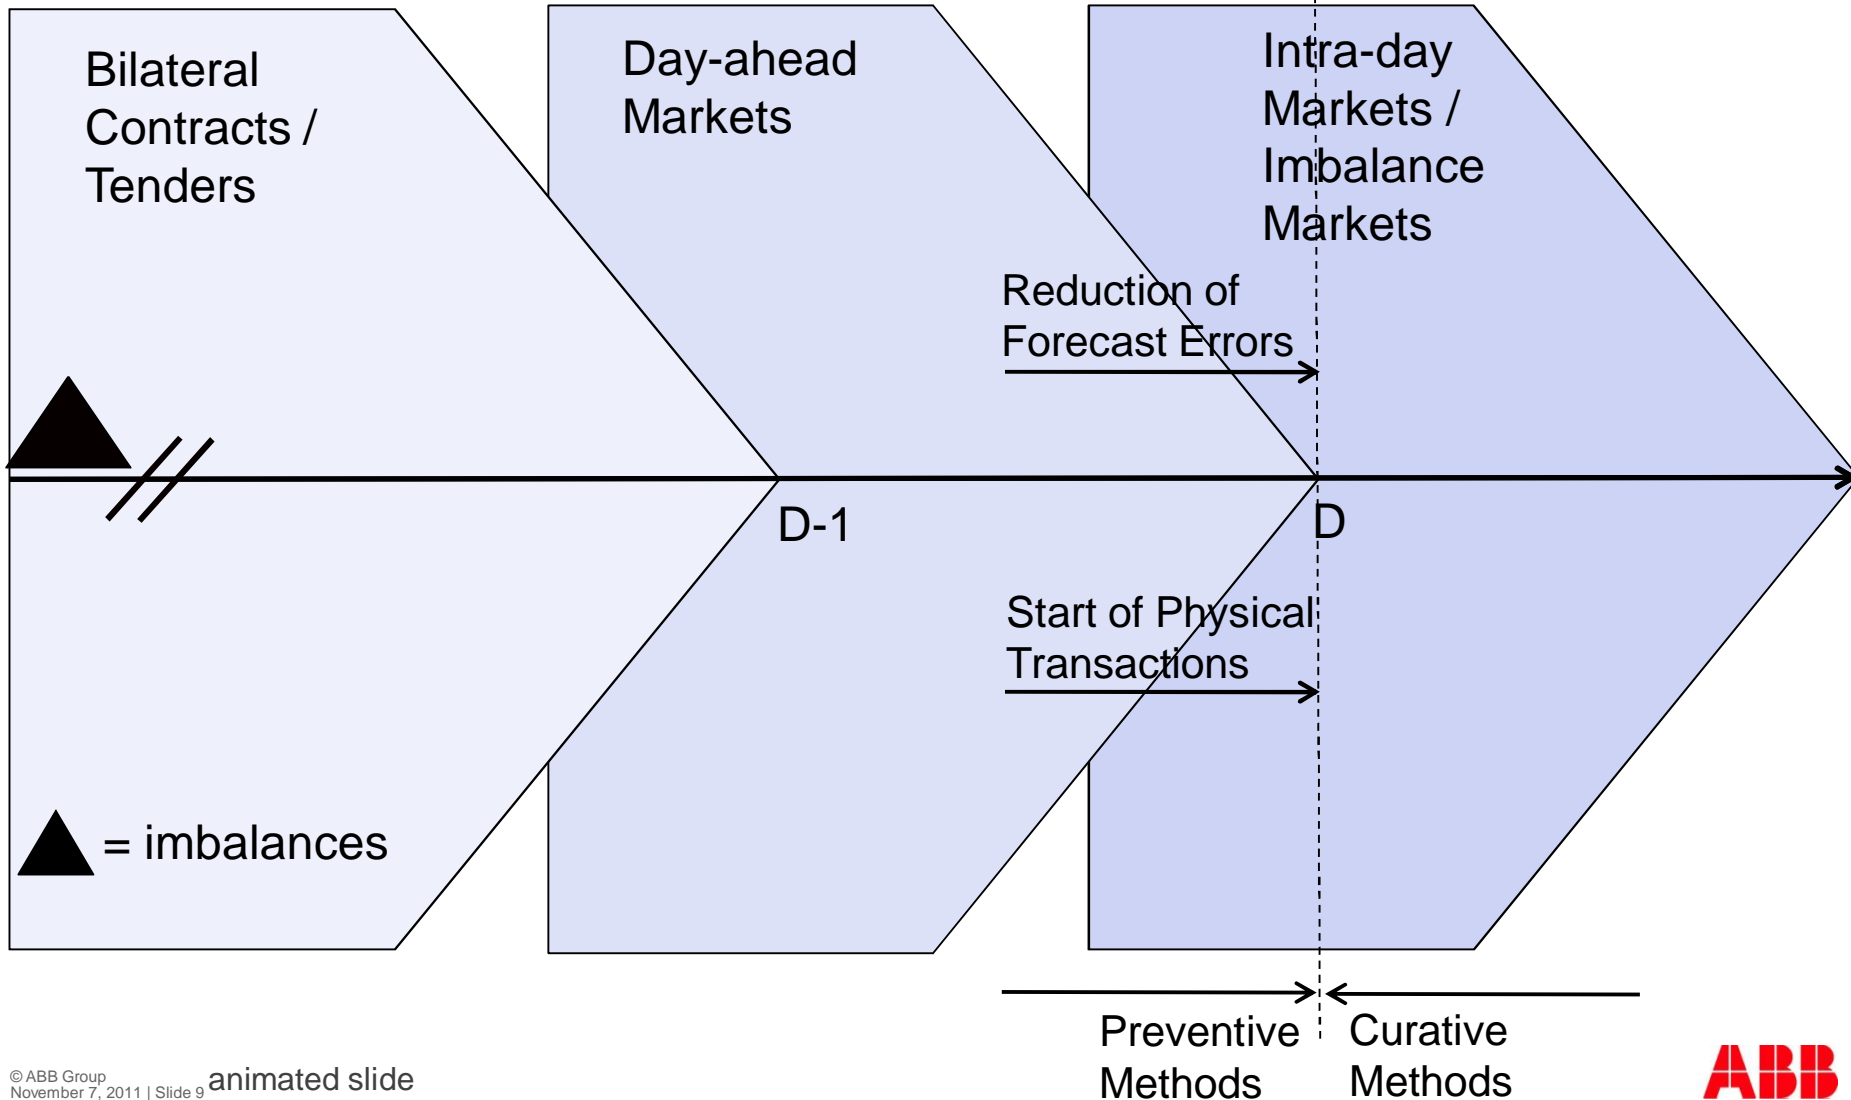 Bilateral
Contracts /
Tenders
Day-ahead
Markets
Intra-day
Markets /
Imbalance
Markets
Reduction of
Forecast Errors
D-1
D
Start of Physical
Transactions
= imbalances
Preventive
Methods
Curative
Methods
© ABB Group
November 7, 2011 | Slide 9
animated slide
ABB